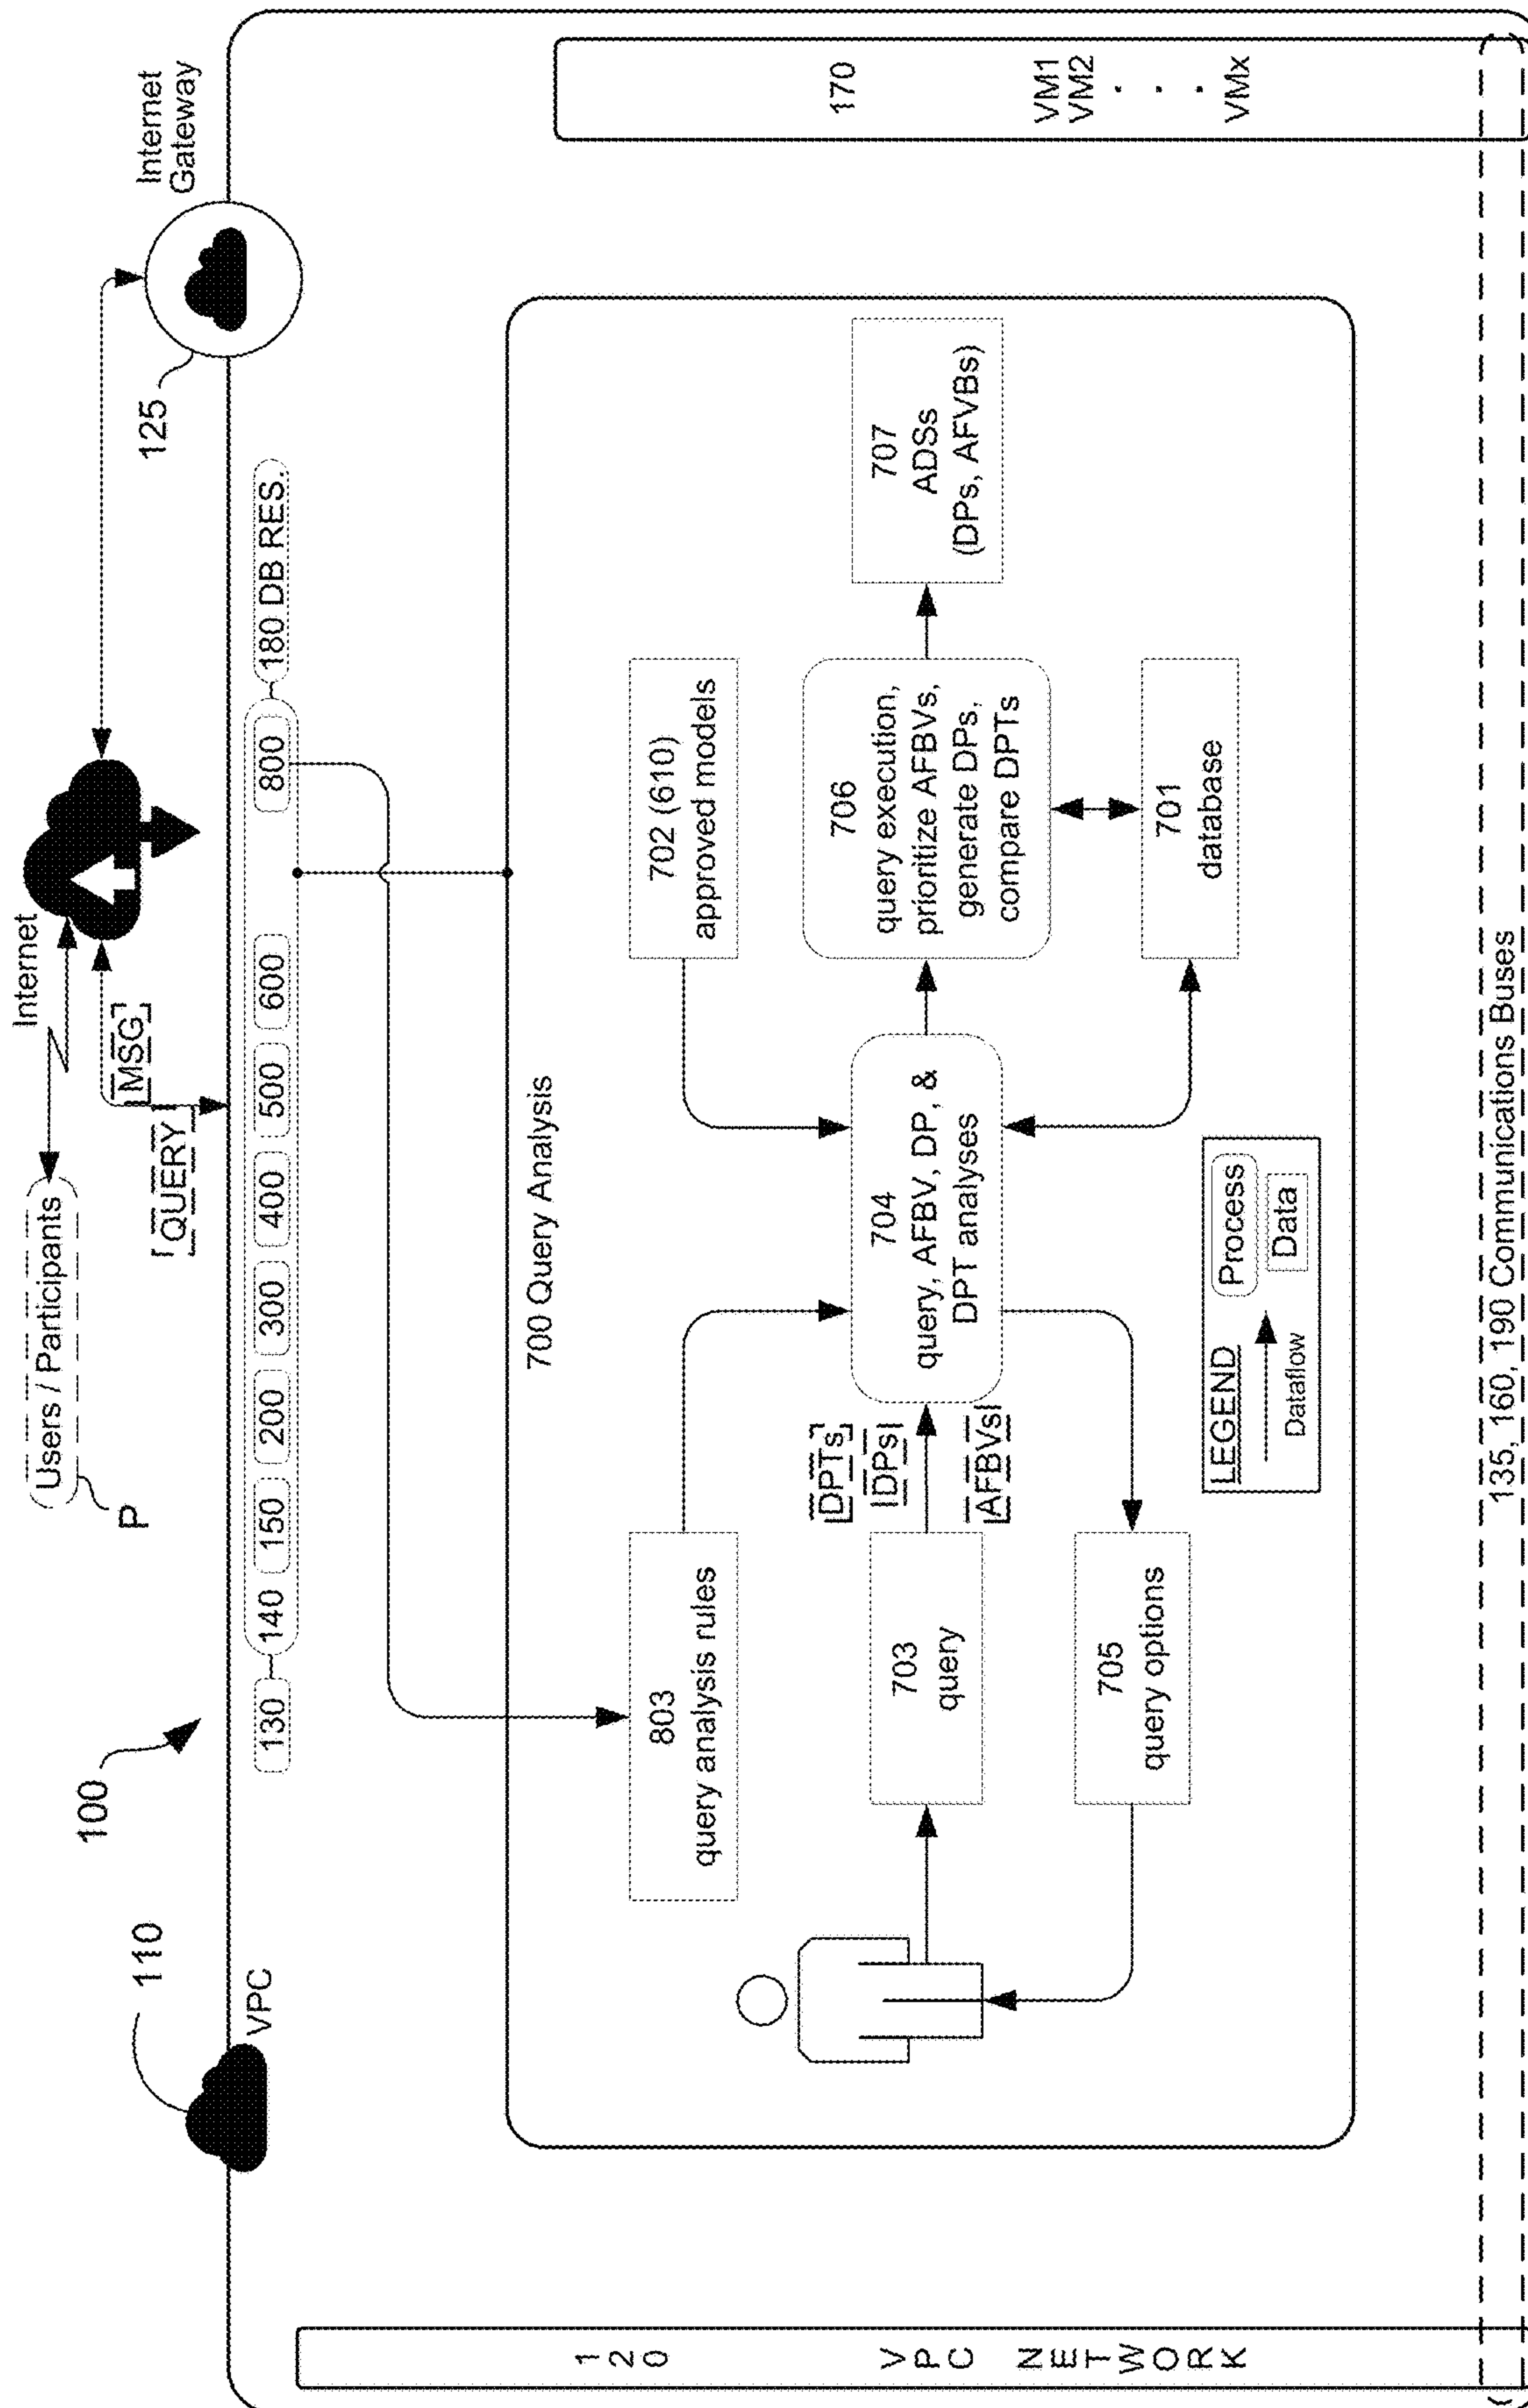 Users / Participants
P
Internet
MSG
QUERY
Internet
Gateway
125
100
110
VPC
130
140
150
200
300
400
500
600
800
180 DB RES.
700 Query Analysis
803
query analysis rules
702 (610)
approved models
703
query
DPTs
DPs
AFBVs
704
query, AFBV, DP, &
DPT analyses
706
query execution,
prioritize AFBVs,
generate DPs,
compare DPTs
707
ADSs
(DPs, AFVBs)
705
query options
701
database
LEGEND
Process
Dataflow
Data
120
VPC NETWORK
170
VM1
VM2
VMx
135, 160, 190 Communications Buses